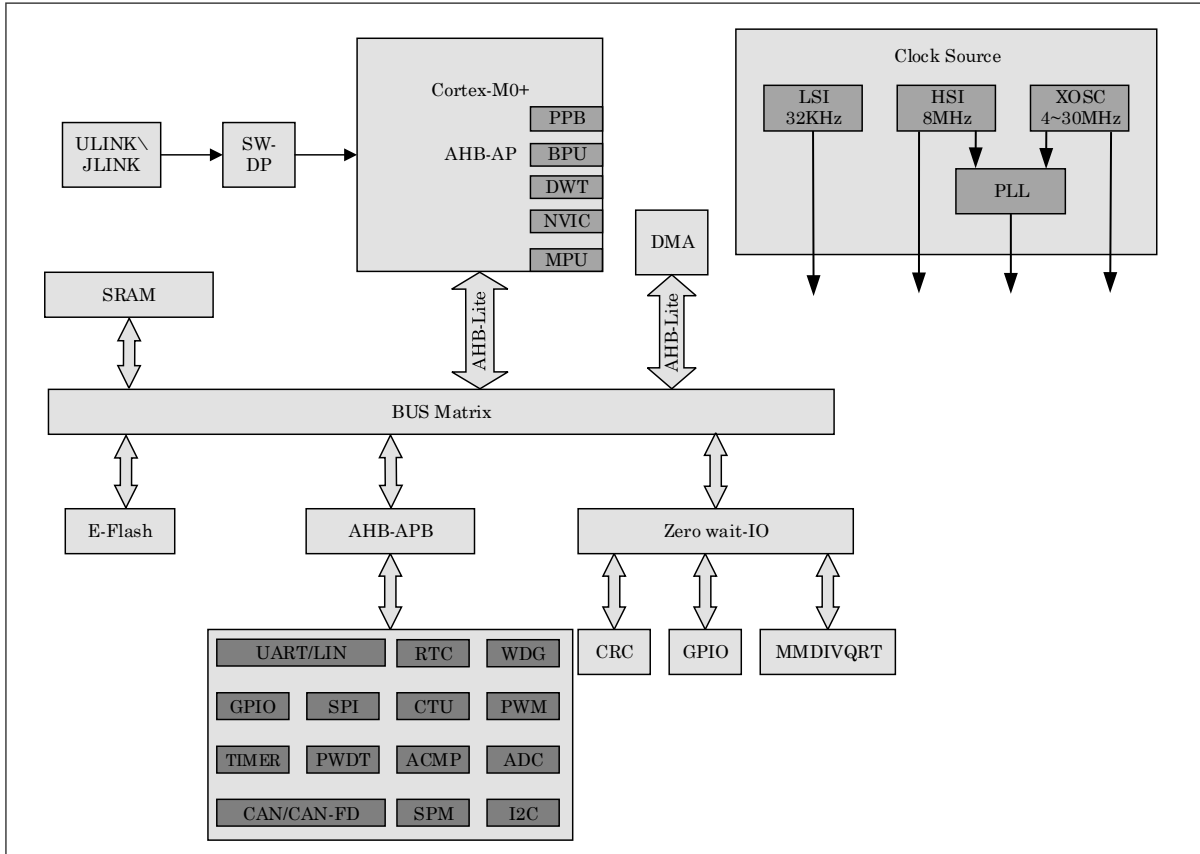 Clock Source
LSI
32KHz
HSI
8MHz
XOSC
4~30MHz
PLL
Cortex-M0+
PPB
AHB-AP
BPU
DWT
NVIC
MPU
ULINK\
JLINK
SW-
DP
DMA
SRAM
AHB-Lite
AHB-Lite
BUS Matrix
E-Flash
AHB-APB
Zero wait-IO
CRC
GPIO
MMDIVQRT
UART/LIN
RTC
WDG
GPIO
SPI
CTU
PWM
TIMER
PWDT
ACMP
ADC
CAN/CAN-FD
SPM
I2C